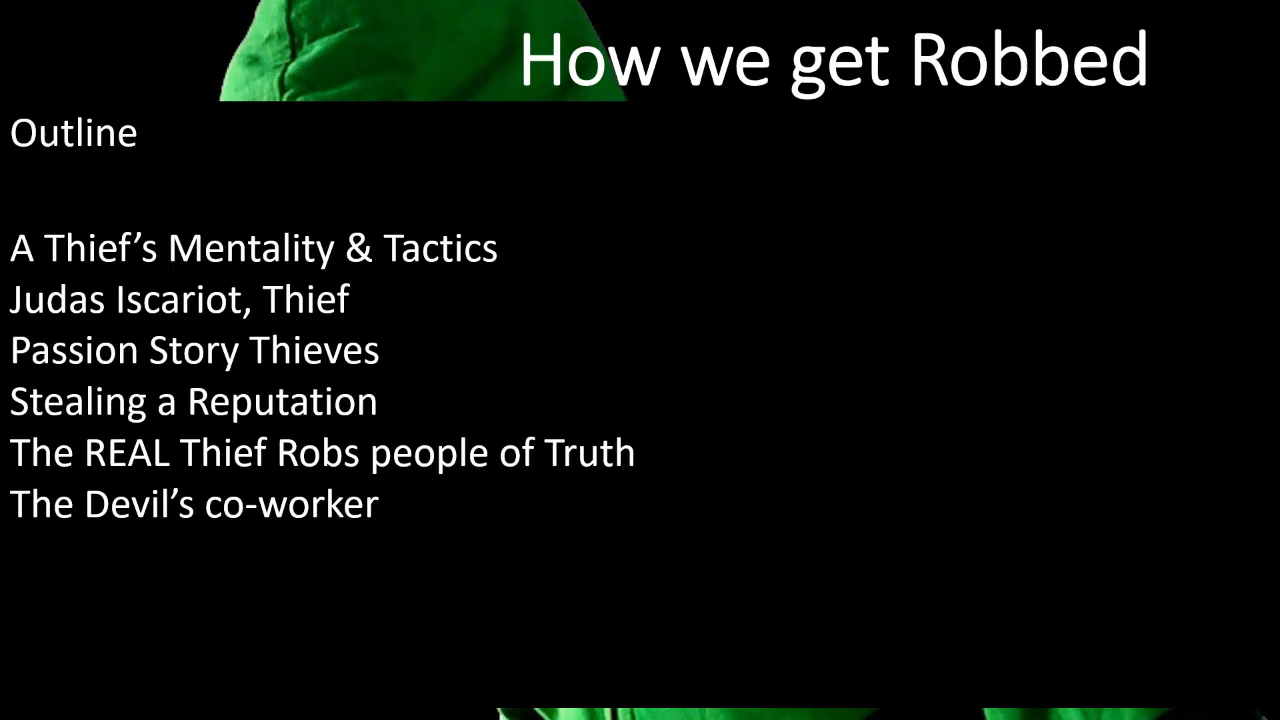 How we get Robbed
Outline
A Thief’s Mentality & Tactics
Judas Iscariot, Thief
Passion Story Thieves
Stealing a Reputation
The REAL Thief Robs people of Truth
The Devil’s co-worker